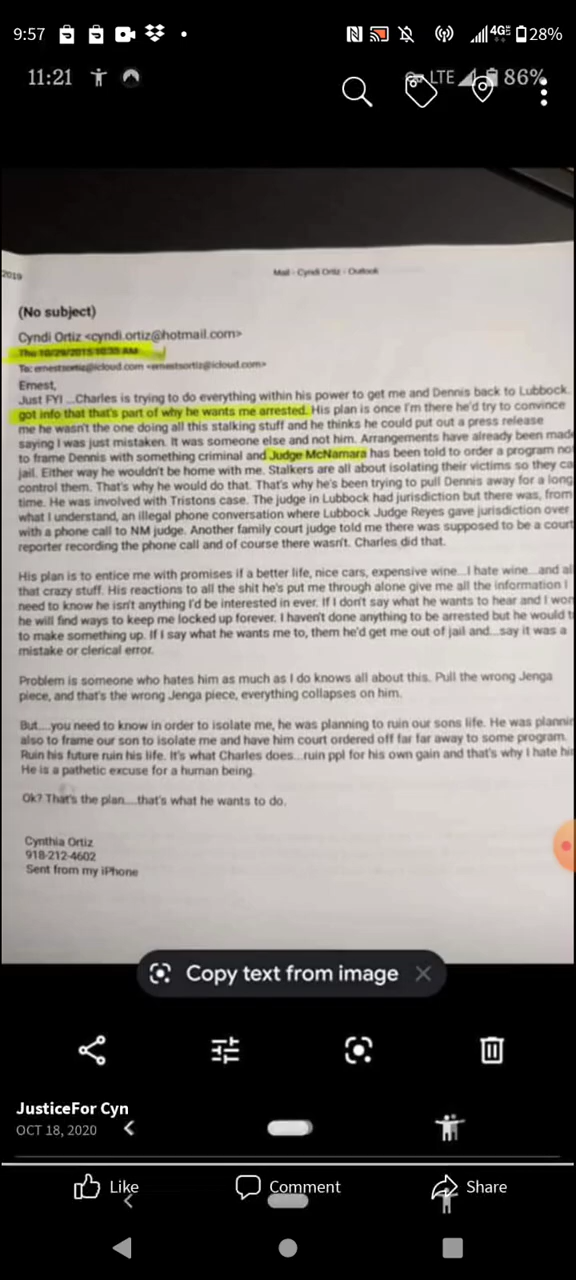 9:57
4G
28%
11:21
LTE
86%
2019
Mail - Cyndi Ortiz - Outlook
(No subject)
Cyndi Ortiz <cyndi.ortiz@hotmail.com>
Thu 10/29/2015 10:35 AM
To: ernestsortiz@icloud.com <ernestsortiz@icloud.com>
Ernest,
Just FYI ...Charles is trying to do everything within his power to get me and Dennis back to Lubbock.
got info that that's part of why he wants me arrested. His plan is once I'm there he'd try to convince
me he wasn't the one doing all this stalking stuff and he thinks he could put out a press release
saying I was just mistaken. It was someone else and not him. Arrangements have already been made
to frame Dennis with something criminal and Judge McNamara has been told to order a program no
jail. Either way he wouldn't be home with me. Stalkers are all about isolating their victims so they ca
control them. That's why he would do that. That's why he's been trying to pull Dennis away for a long
time. He was involved with Tristons case. The judge in Lubbock had jurisdiction but there was, from
what I understand, an illegal phone conversation where Lubbock Judge Reyes gave jurisdiction over
with a phone call to NM judge. Another family court judge told me there was supposed to be a court
reporter recording the phone call and of course there wasn't. Charles did that.
His plan is to entice me with promises if a better life, nice cars, expensive wine...I hate wine...and al
that crazy stuff. His reactions to all the shit he's put me through alone give me all the information I
need to know he isn't anything I'd be interested in ever. If I don't say what he wants to hear and I won
he will find ways to keep me locked up forever. I haven't done anything to be arrested but he would t
to make something up. If I say what he wants me to, them he'd get me out of jail and...say it was a
mistake or clerical error.
Problem is someone who hates him as much as I do knows all about this. Pull the wrong Jenga
piece, and that's the wrong Jenga piece, everything collapses on him.
But....you need to know in order to isolate me, he was planning to ruin our sons life. He was plannin
also to frame our son to isolate me and have him court ordered off far far away to some program.
Ruin his future ruin his life. It's what Charles does...ruin ppl for his own gain and that's why I hate hi
He is a pathetic excuse for a human being.
Ok? That's the plan....that's what he wants to do.
Cynthia Ortiz
918-212-4602
Sent from my iPhone
Copy text from image
JusticeFor Cyn
OCT 18, 2020
Like
Comment
Share